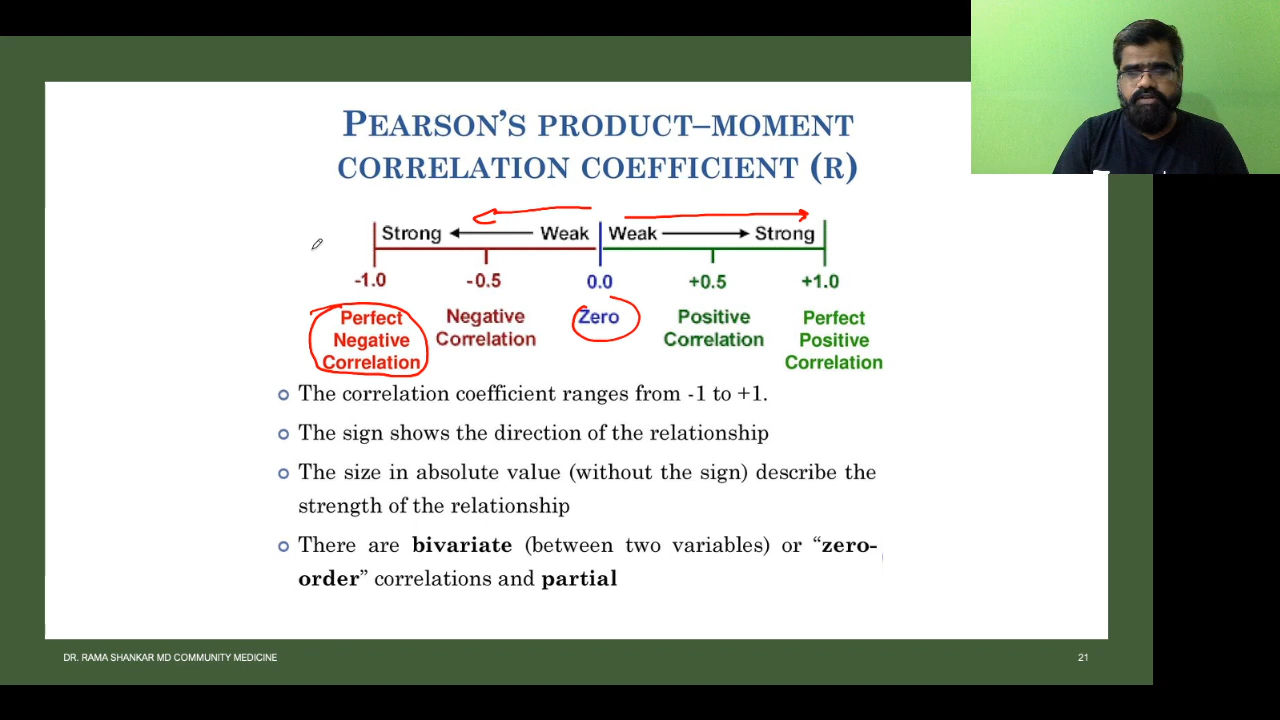 PEARSON'S PRODUCT–MOMENT
CORRELATION COEFFICIENT (R)
Strong Weak Weak Strong
-1.0 -0.5 0.0 +0.5 +1.0
Perfect Negative Correlation
Negative Correlation
Zero
Positive Correlation
Perfect Positive Correlation
The correlation coefficient ranges from -1 to +1.
The sign shows the direction of the relationship
The size in absolute value (without the sign) describe the
strength of the relationship
There are bivariate (between two variables) or “zero-
order” correlations and partial
DR. RAMA SHANKAR MD COMMUNITY MEDICINE
21